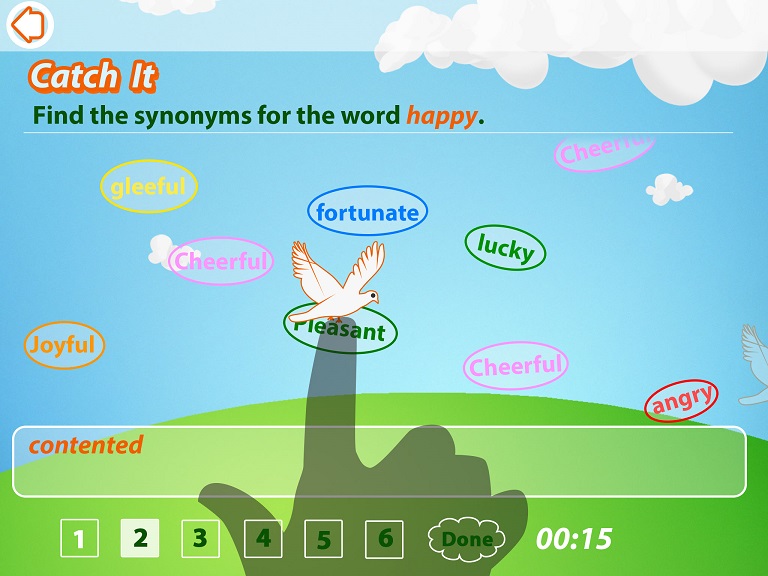 Catch It
Find the synonyms for the word happy.
Cheerful
gleeful
fortunate
lucky
Cheerful
Pleasant
Joyful
Cheerful
angry
contented
1 2 3 4 5 6 Done 00:15